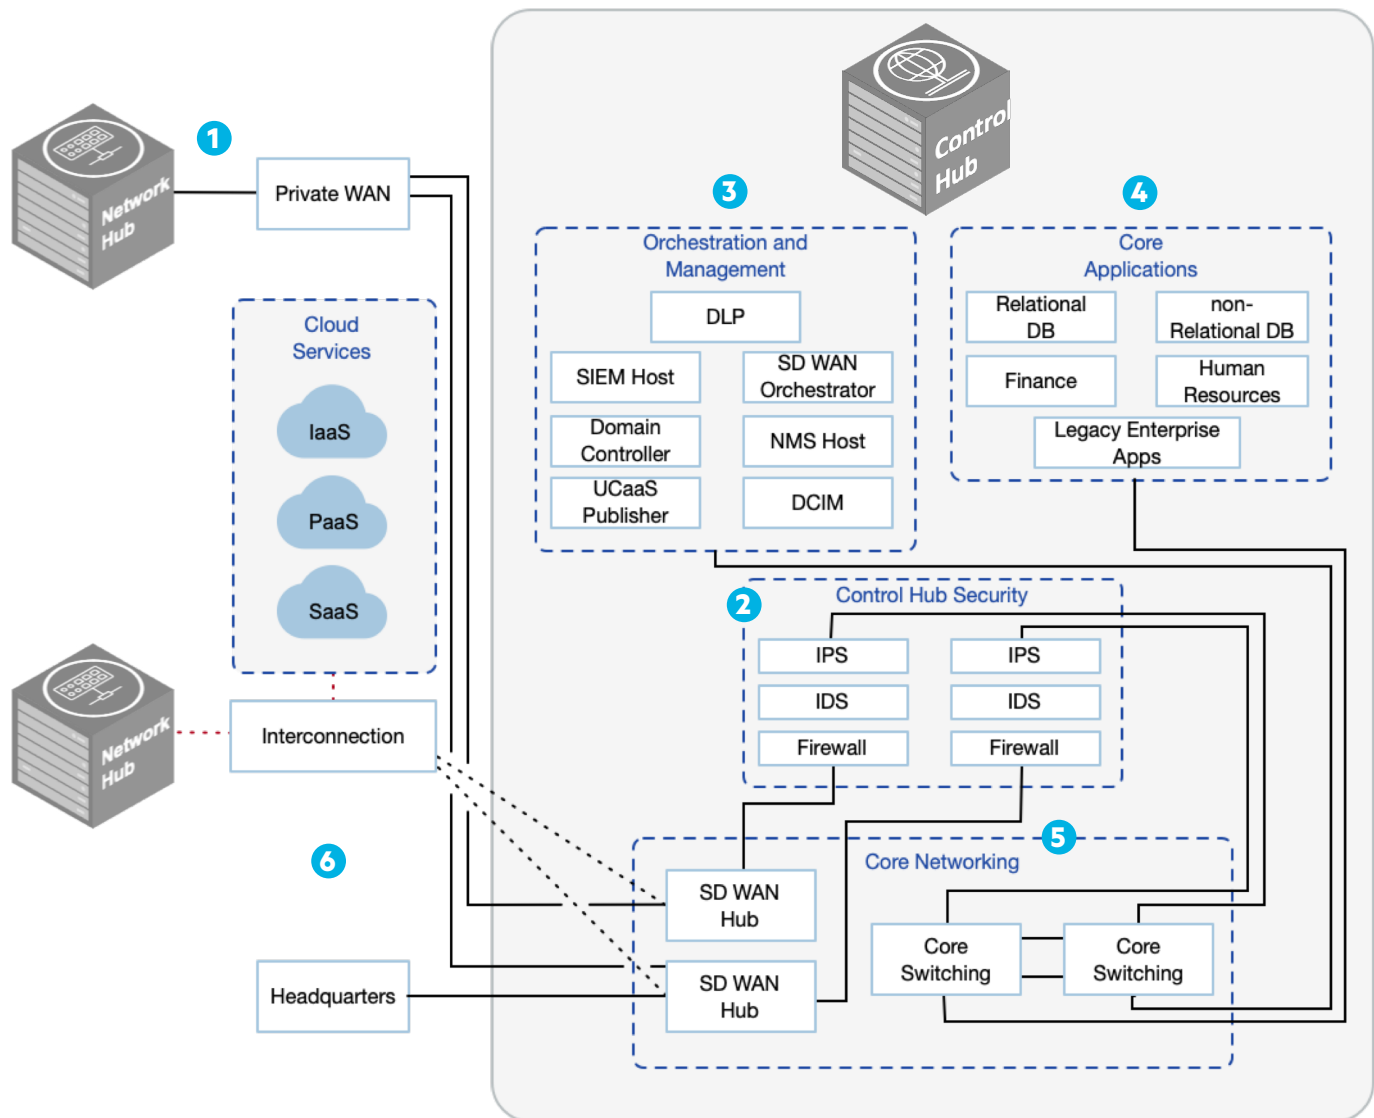 Control
Hub
1
Network
Hub
Private WAN
3
Orchestration and
Management
DLP
SIEM Host
SD WAN
Orchestrator
Domain
Controller
NMS Host
UCaaS
Publisher
DCIM
4
Core
Applications
Relational
DB
non-
Relational DB
Finance
Human
Resources
Legacy Enterprise
Apps
Cloud
Services
IaaS
PaaS
SaaS
2
Control Hub Security
IPS
IPS
IDS
IDS
Firewall
Firewall
Network
Hub
Interconnection
5
Core Networking
6
SD WAN
Hub
SD WAN
Hub
Core
Switching
Core
Switching
Headquarters